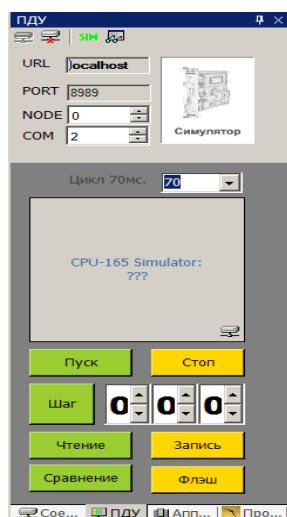 ПДУ
SIM
URL localhost
PORT 8989
NODE 0
COM 2
Симулятор
Цикл 70мс. 70
CPU-165 Simulator:
???
Пуск Стоп
Шаг 0 0 0
Чтение Запись
Сравнение Флэш
Сое... ПДУ Апп... Про...